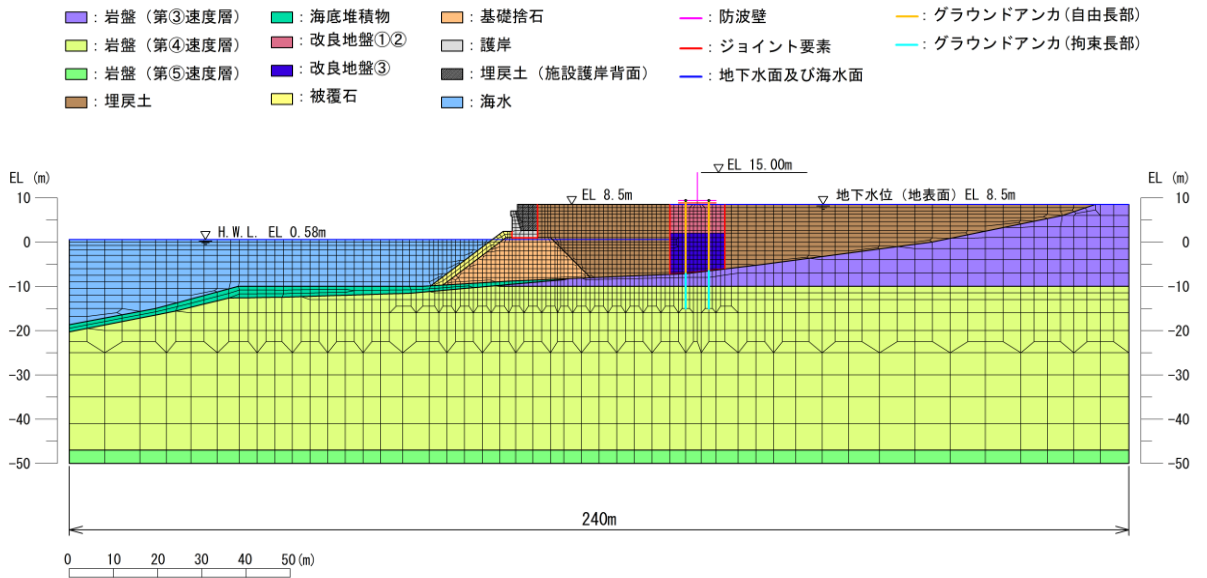 ：岩盤（第③速度層）
：岩盤（第④速度層）
：岩盤（第⑤速度層）
：埋戻土
：海底堆積物
：改良地盤①②
：改良地盤③
：被覆石
：基礎捨石
：護岸
：埋戻土（施設護岸背面）
：海水
：防波壁
：ジョイント要素
：地下水面及び海水面
：グラウンドアンカ(自由長部)
：グラウンドアンカ(拘束長部)
EL 15.00m
EL (m)
EL (m)
EL 8.5m
地下水位（地表面）EL 8.5m
H.W.L. EL 0.58m
10
0
-10
-20
-30
-40
-50
10
0
-10
-20
-30
-40
-50
240m
0 10 20 30 40 50(m)